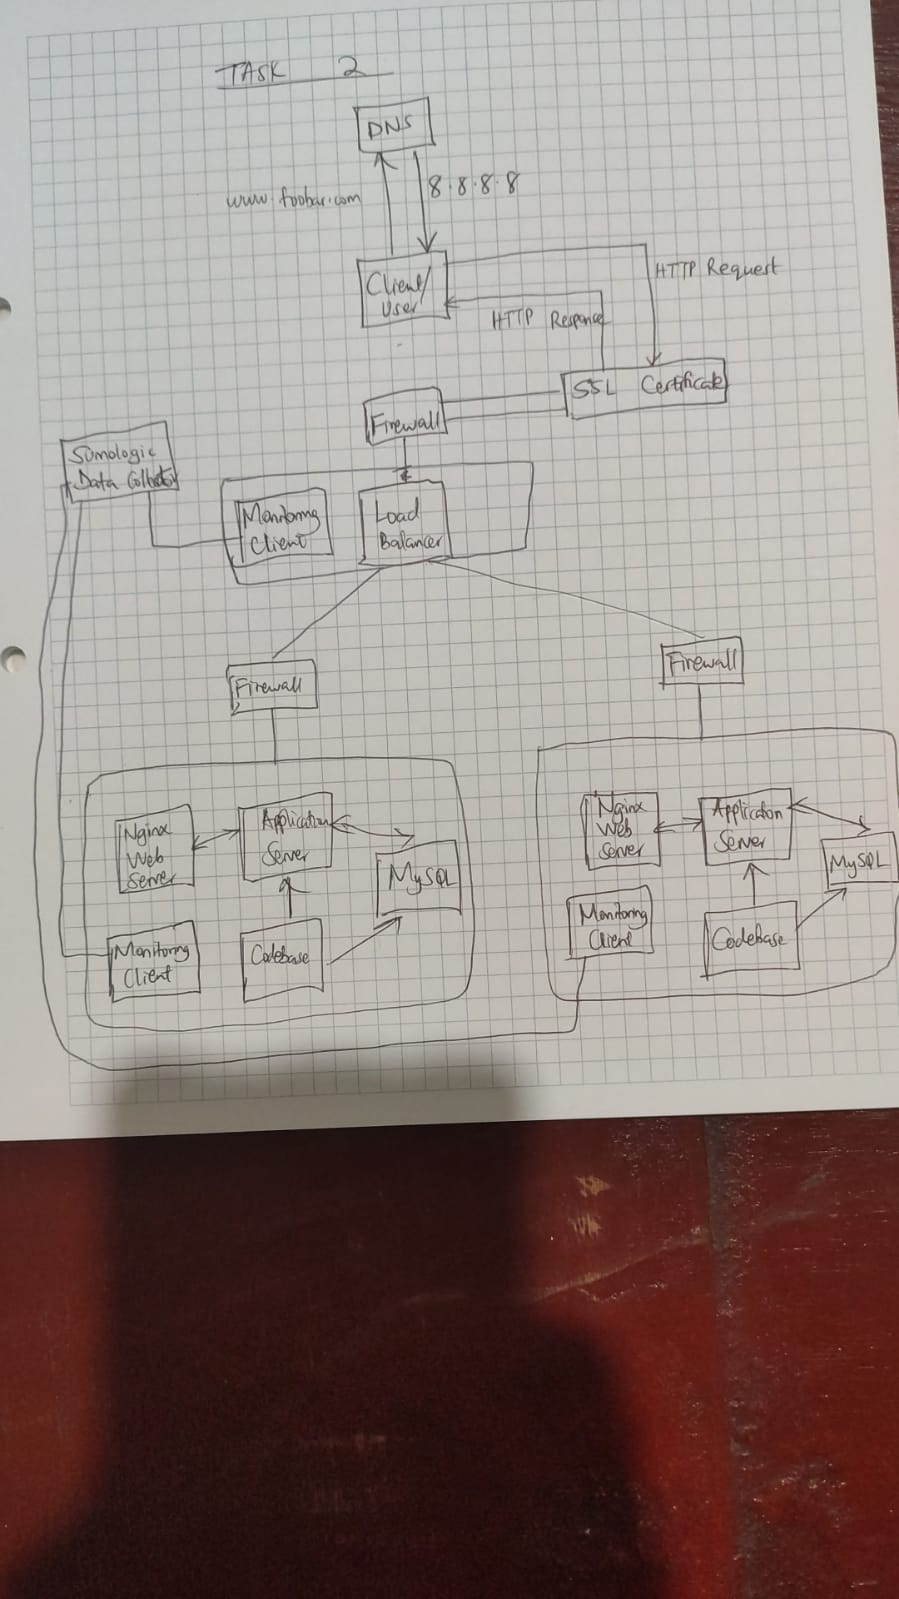 TASK 2
DNS
www.foobar.com
8.8.8.8
Client/
User
HTTP Request
HTTP Response
SSL Certificate
Firewall
Sumologic
Data Collector
Monitoring
Client
Load
Balancer
Firewall
Firewall
Nginx
Web
Server
Application
Server
MySQL
Monitoring
Client
Codebase
Nginx
Web
Server
Application
Server
MySQL
Monitoring
Client
Codebase